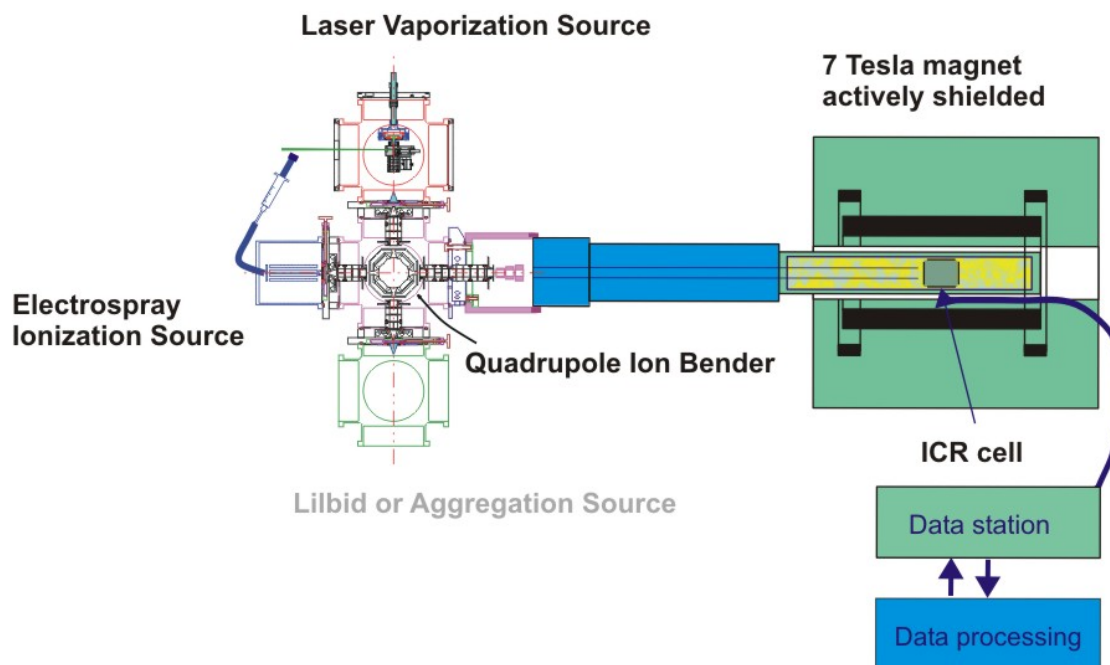 Laser Vaporization Source
7 Tesla magnet
actively shielded
Electrospray
Ionization Source
Quadrupole Ion Bender
ICR cell
Lilbid or Aggregation Source
Data station
Data processing